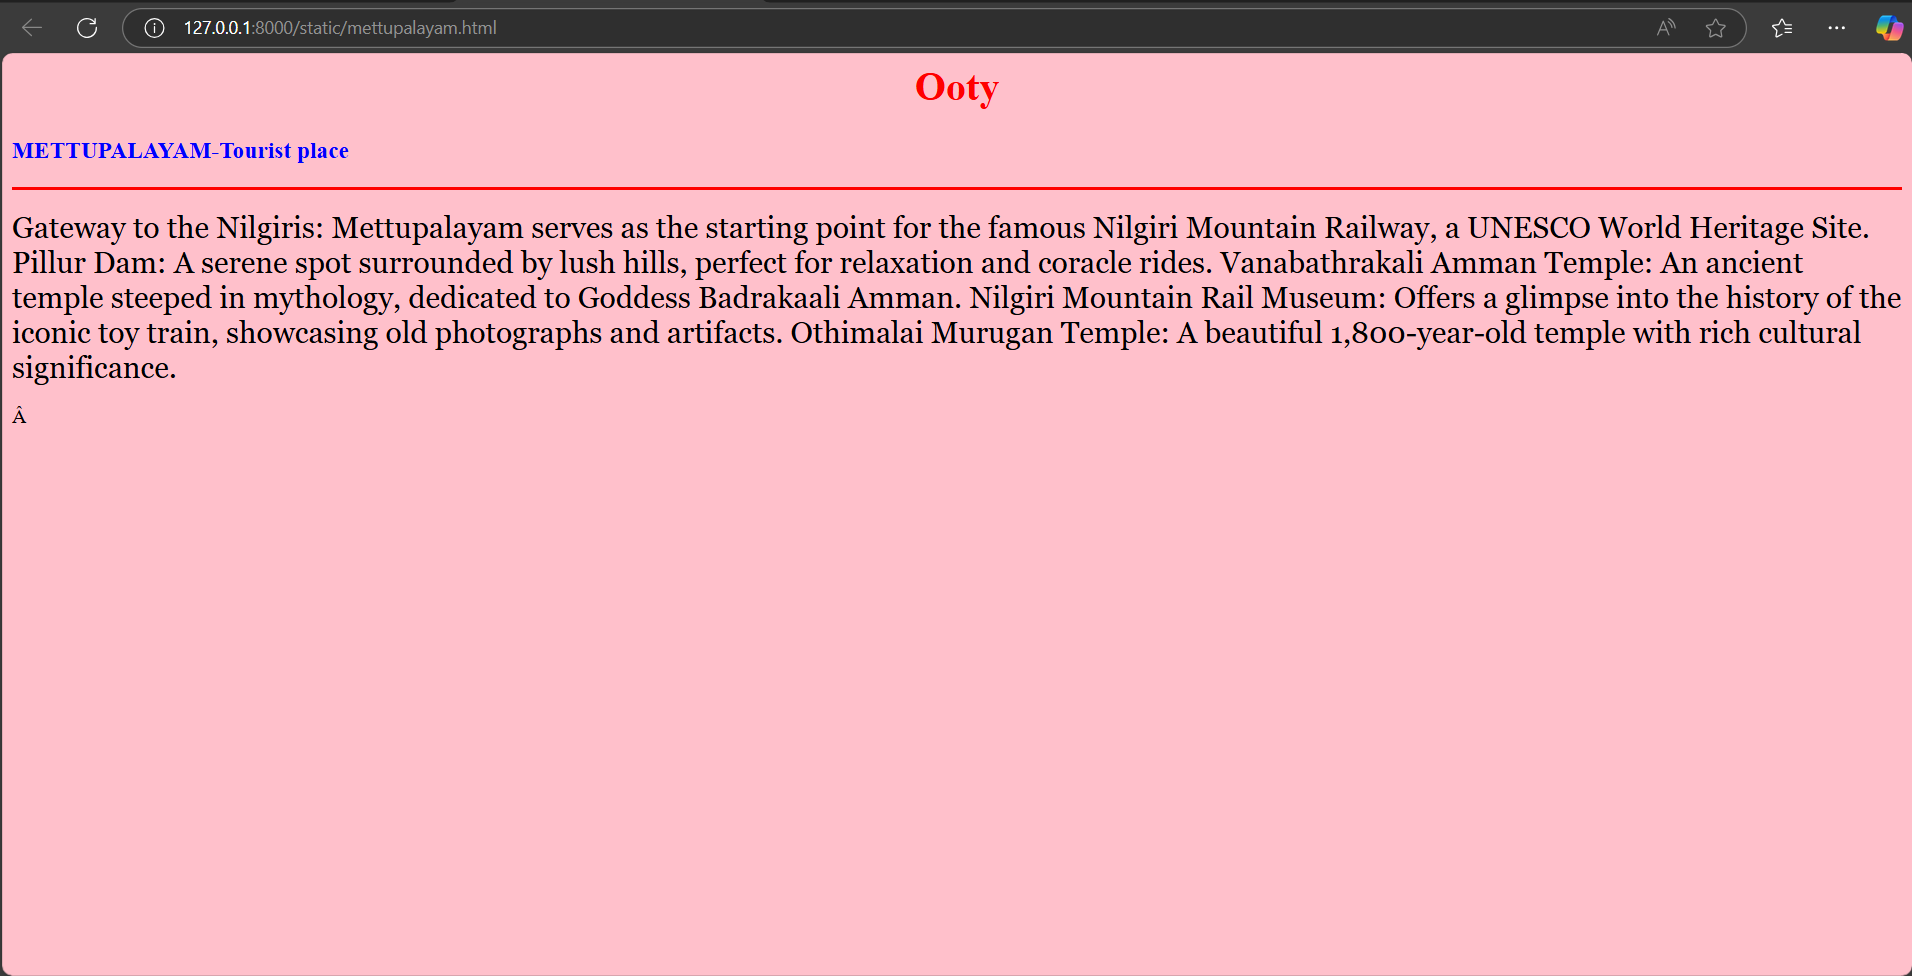 127.0.0.1:8000/static/mettupalayam.html
Ooty
METTUPALAYAM-Tourist place
Gateway to the Nilgiris: Mettupalayam serves as the starting point for the famous Nilgiri Mountain Railway, a UNESCO World Heritage Site.
Pillur Dam: A serene spot surrounded by lush hills, perfect for relaxation and coracle rides. Vanabathrakali Amman Temple: An ancient
temple steeped in mythology, dedicated to Goddess Badrakaali Amman. Nilgiri Mountain Rail Museum: Offers a glimpse into the history of the
iconic toy train, showcasing old photographs and artifacts. Othimalai Murugan Temple: A beautiful 1,800-year-old temple with rich cultural
significance.
Â